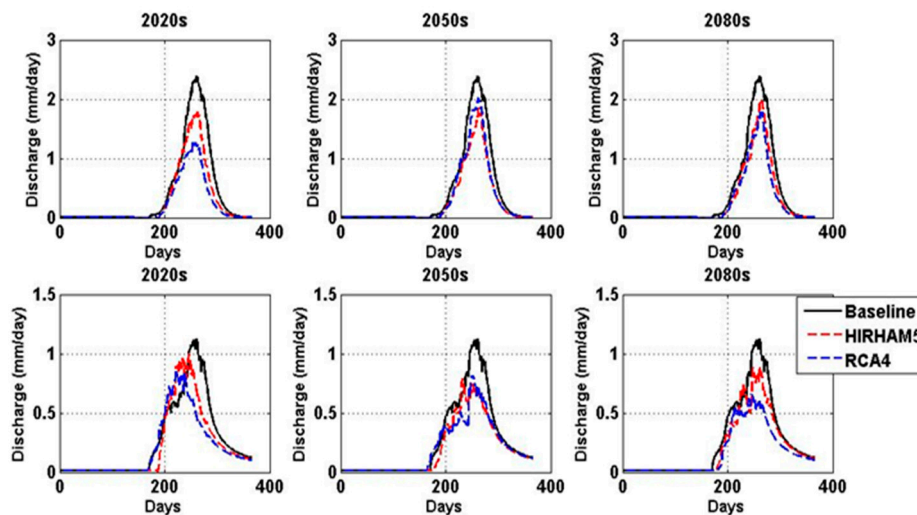 2020s
3
2
1
0
Discharge (mm/day)
0 200 400
Days
2050s
3
2
1
0
Discharge (mm/day)
0 200 400
Days
2080s
3
2
1
0
Discharge (mm/day)
0 200 400
Days
2020s
1.5
1
0.5
0
Discharge (mm/day)
0 200 400
Days
2050s
1.5
1
0.5
0
Discharge (mm/day)
0 200 400
Days
2080s
1.5
1
0.5
0
Discharge (mm/day)
0 200 400
Days
Baseline
HIRHAM5
RCA4